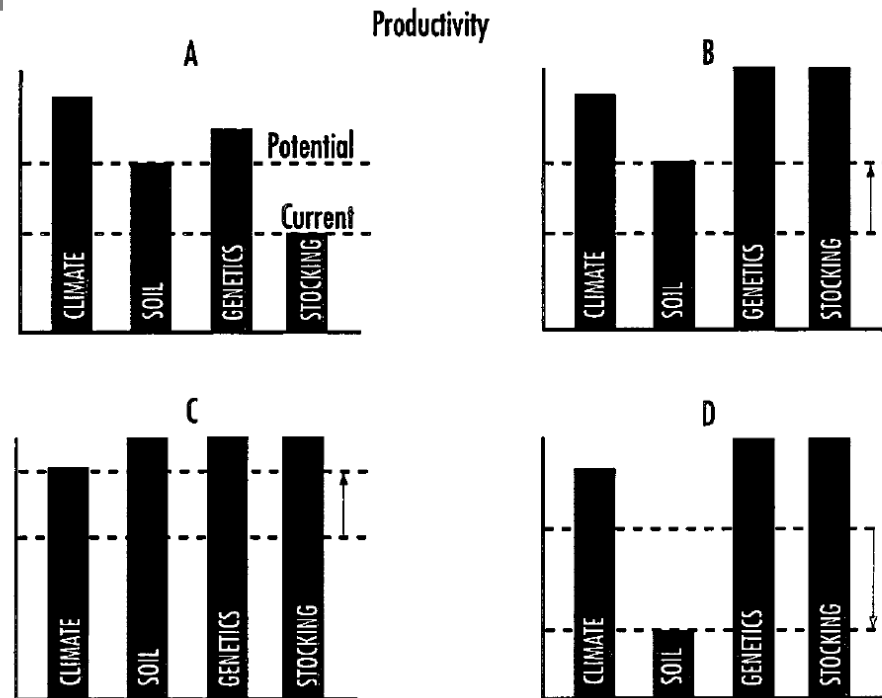 Productivity
A
Potential
Current
CLIMATE
SOIL
GENETICS
STOCKING
B
CLIMATE
SOIL
GENETICS
STOCKING
C
CLIMATE
SOIL
GENETICS
STOCKING
D
CLIMATE
SOIL
GENETICS
STOCKING